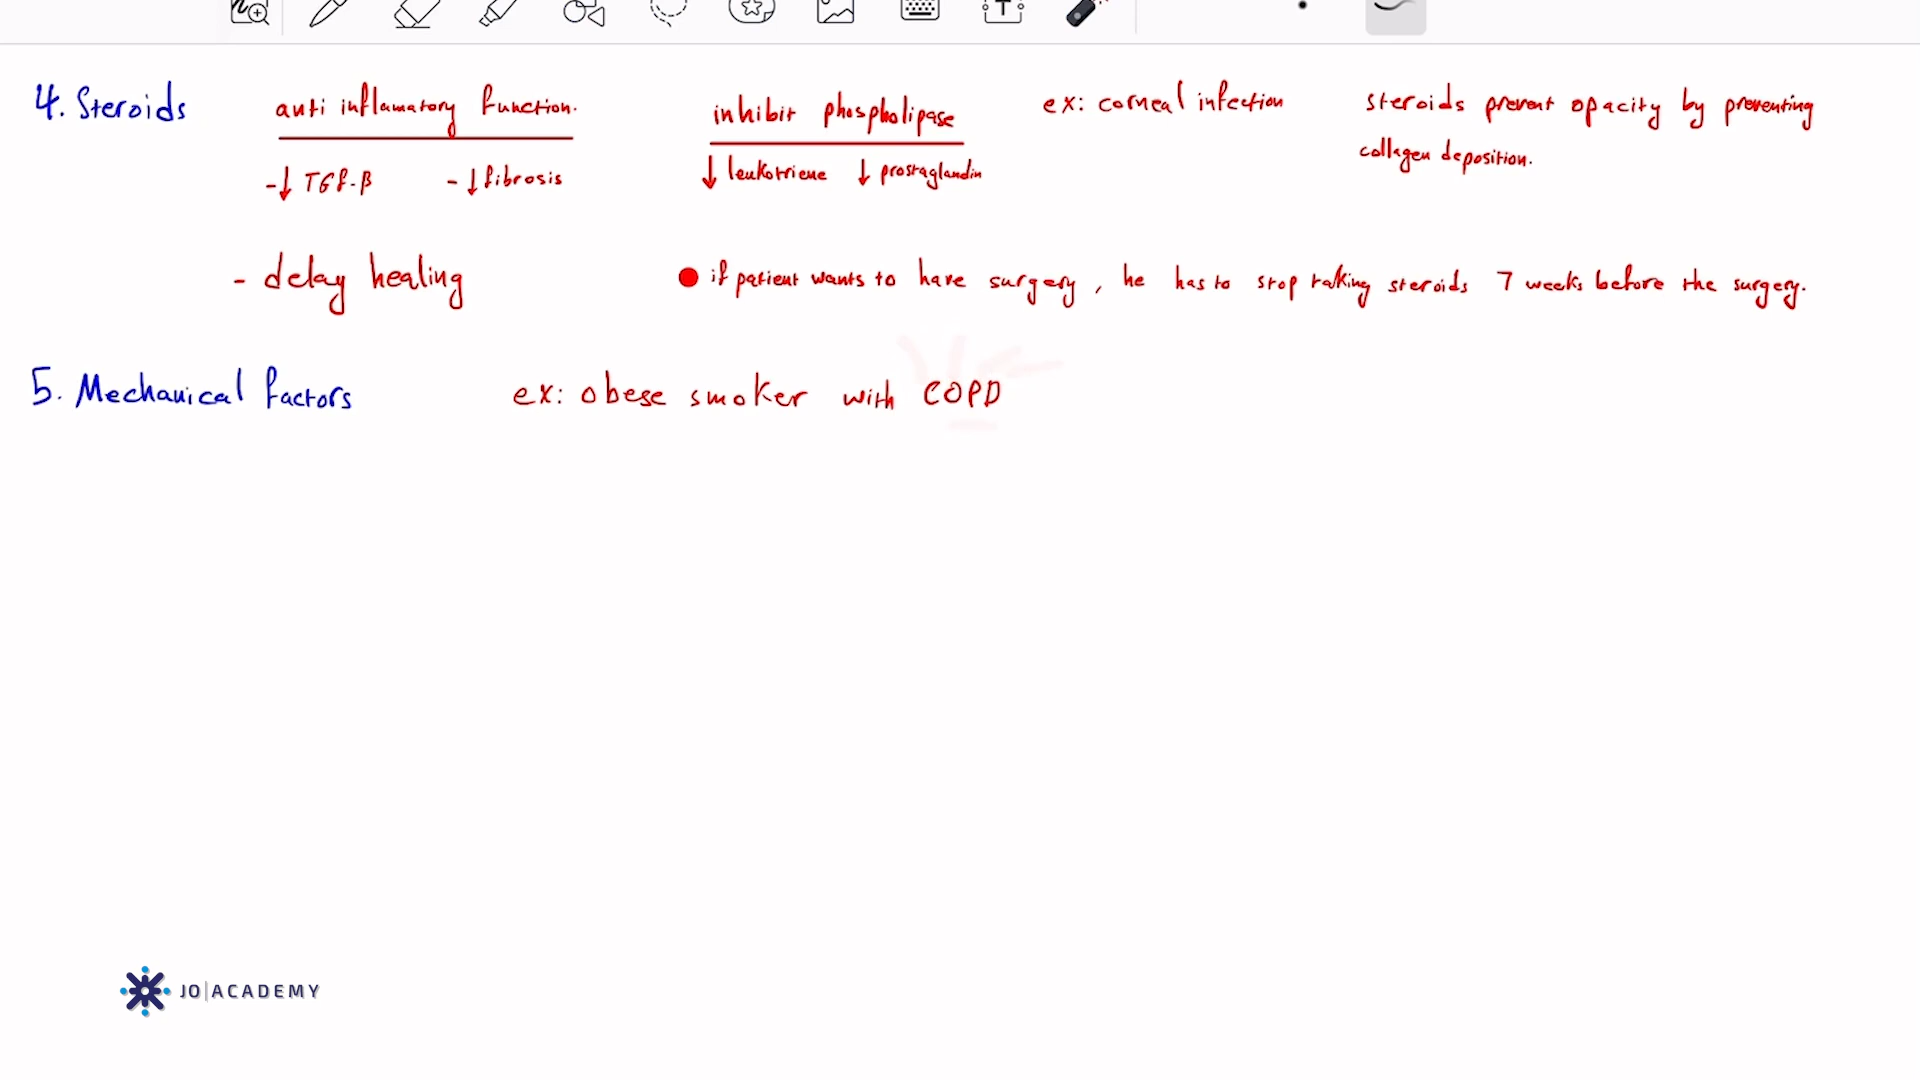 4. Steroids anti inflamatory function. inhibit phospholipase ex: corneal infection steroids prevent opacity by preventing
collagen deposition.
-↓ TGF-β -↓ fibrosis ↓ leukotriene ↓ prostaglandin
- delay healing ● if patient wants to have surgery, he has to stop taking steroids 7 weeks before the surgery.
5. Mechanical factors ex: obese smoker with COPD
JO|ACADEMY